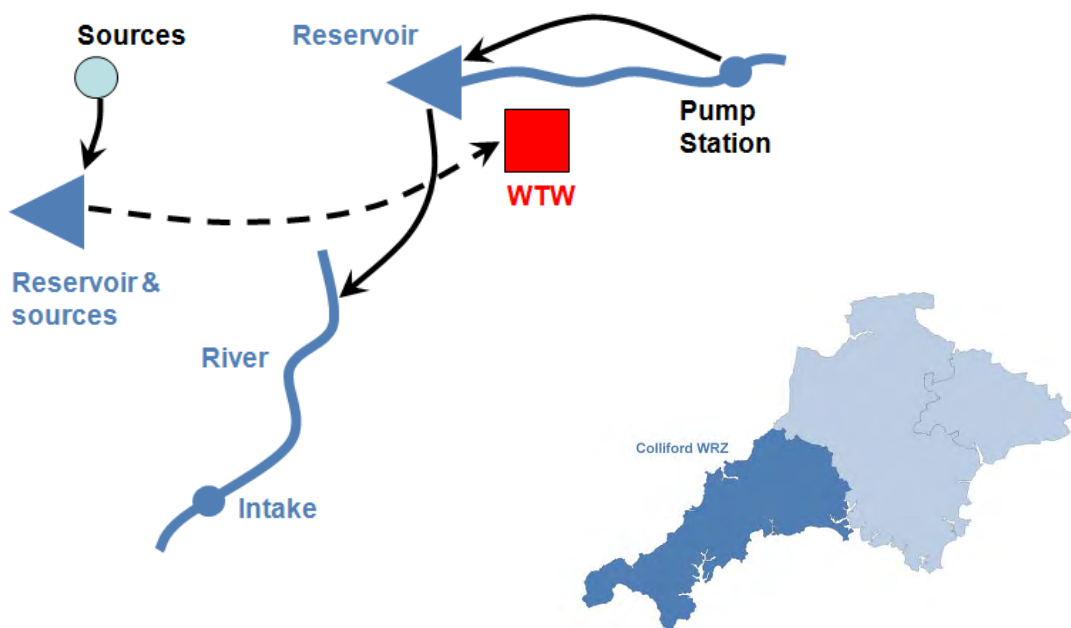 Sources
Reservoir
Pump
Station
WTW
Reservoir &
sources
River
Intake
Colliford WRZ